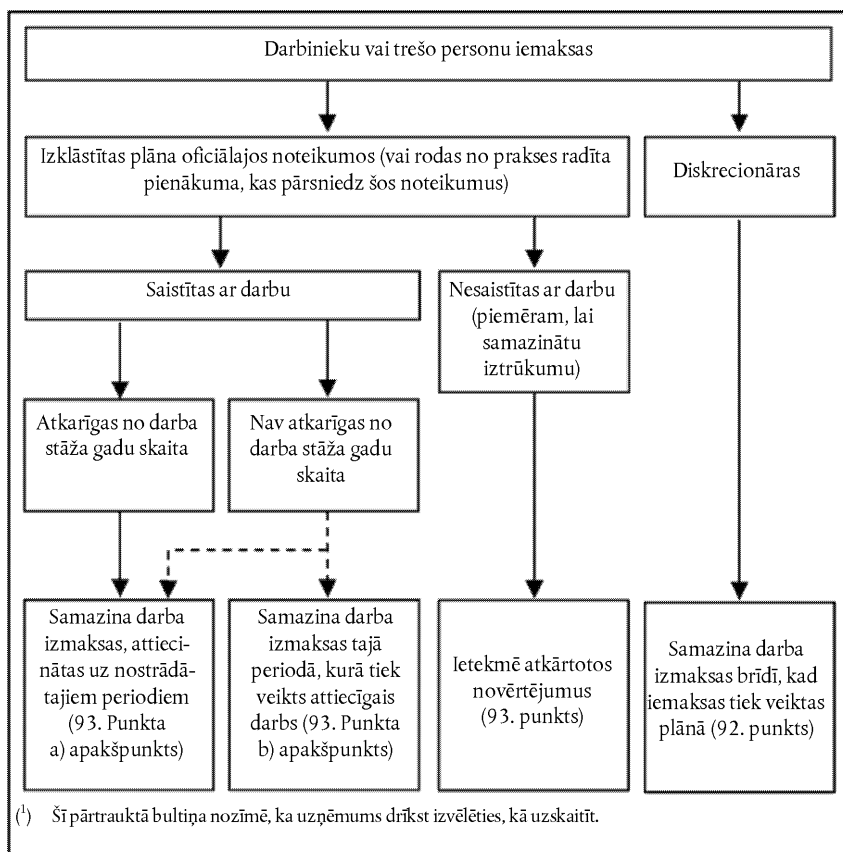 Darbinieku vai trešo personu iemaksas
Izklāstītas plāna oficiālajos noteikumos (vai rodas no prakses radīta
pienākuma, kas pārsniedz šos noteikumus)
Diskrecionāras
Saistītas ar darbu
Nesaistītas ar darbu
(piemēram, lai
samazinātu
iztrūkumu)
Atkarīgas no darba
stāža gadu skaita
Nav atkarīgas no
darba stāža gadu
skaita
Samazina darba
izmaksas, attieci-
nātas uz nostrādā-
tajiem periodiem
(93. Punkta
a) apakšpunkts)
Samazina darba
izmaksas tajā
periodā, kurā tiek
veikts attiecīgais
darbs (93. Punkta
b) apakšpunkts)
Ietekmē atkārtotos
novērtējumus
(93. punkts)
Samazina darba
izmaksas brīdī, kad
iemaksas tiek veiktas
plānā (92. punkts)
(1) Šī pārtrauktā bultiņa nozīmē, ka uzņēmums drīkst izvēlēties, kā uzskaitīt.